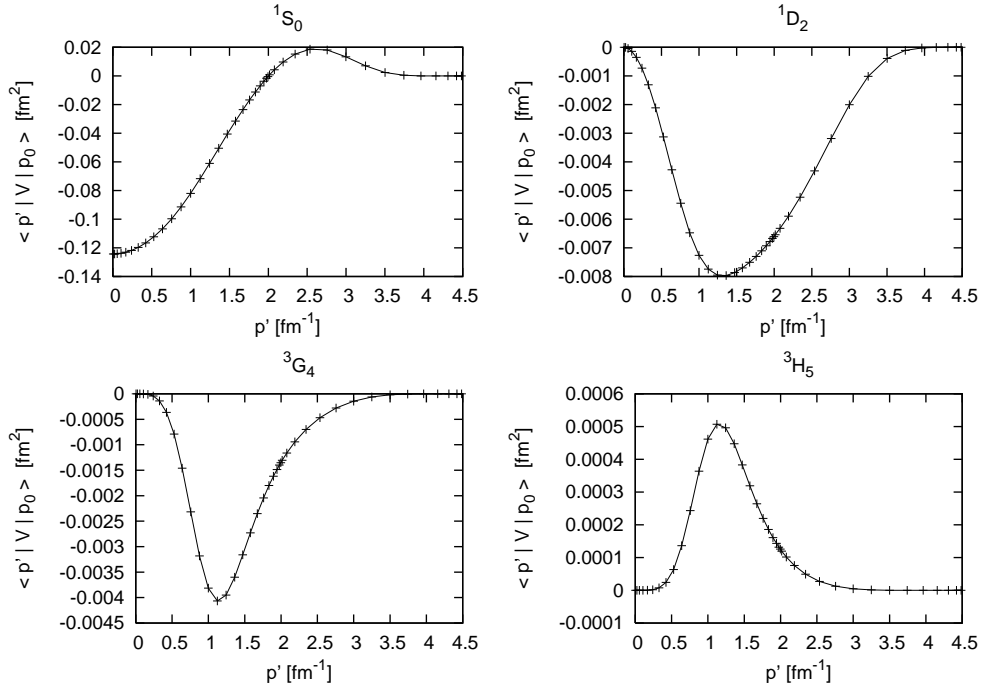 ¹S₀
0.02
0
-0.02
-0.04
-0.06
-0.08
-0.1
-0.12
-0.14
< p' | V | p₀ > [fm²]
0 0.5 1 1.5 2 2.5 3 3.5 4 4.5
p' [fm⁻¹]
¹D₂
0
-0.001
-0.002
-0.003
-0.004
-0.005
-0.006
-0.007
-0.008
< p' | V | p₀ > [fm²]
0 0.5 1 1.5 2 2.5 3 3.5 4 4.5
p' [fm⁻¹]
³G₄
0
-0.0005
-0.001
-0.0015
-0.002
-0.0025
-0.003
-0.0035
-0.004
-0.0045
< p' | V | p₀ > [fm²]
0 0.5 1 1.5 2 2.5 3 3.5 4 4.5
p' [fm⁻¹]
³H₅
0.0006
0.0005
0.0004
0.0003
0.0002
0.0001
0
-0.0001
< p' | V | p₀ > [fm²]
0 0.5 1 1.5 2 2.5 3 3.5 4 4.5
p' [fm⁻¹]